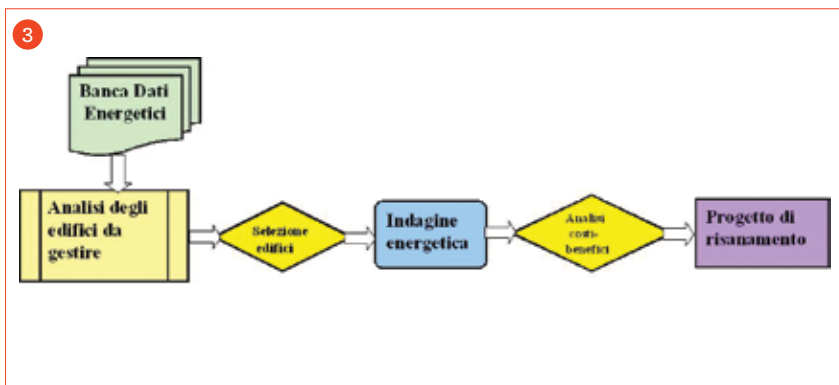 3
Banca Dati
Energetici
Analisi degli
edifici da
gestire
Selezione
edifici
Indagine
energetica
Analisi
costi-
benefici
Progetto di
risanamento